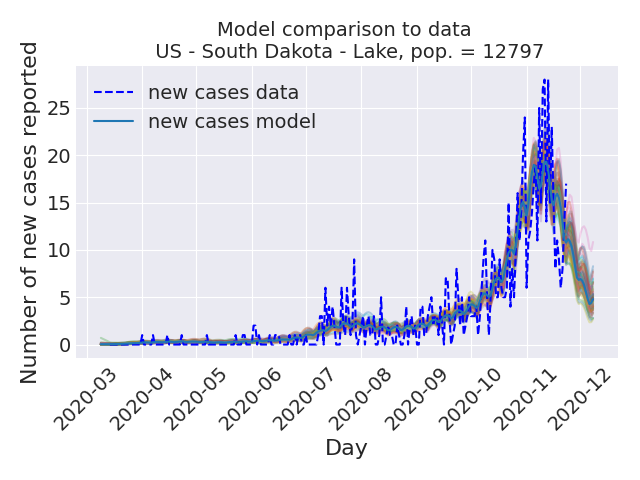 Model comparison to data
US - South Dakota - Lake, pop. = 12797
Number of new cases reported
25
20
15
10
5
0
new cases data
new cases model
2020-03
2020-04
2020-05
2020-06
2020-07
2020-08
2020-09
2020-10
2020-11
2020-12
Day